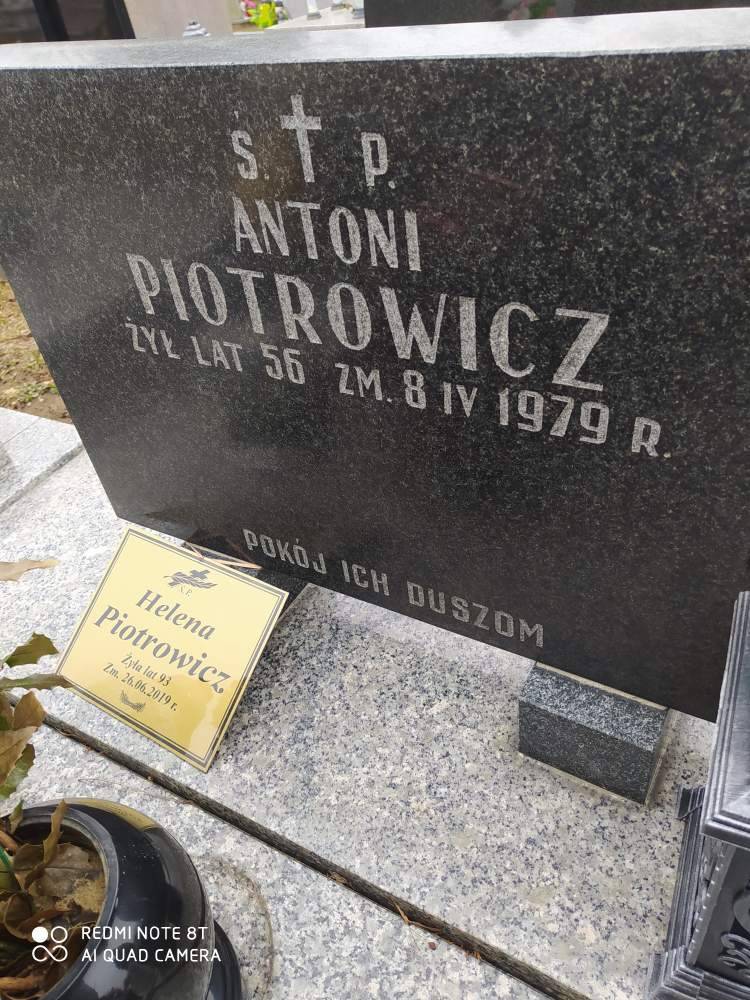 Ś. P.
ANTONI
PIOTROWICZ
ŻYŁ LAT 56 ZM. 8 IV 1979 R.
POKÓJ ICH DUSZOM
Ś.P.
Helena
Piotrowicz
Żyła lat 93
Zm. 26.06.2019 r.
REDMI NOTE 8T
AI QUAD CAMERA